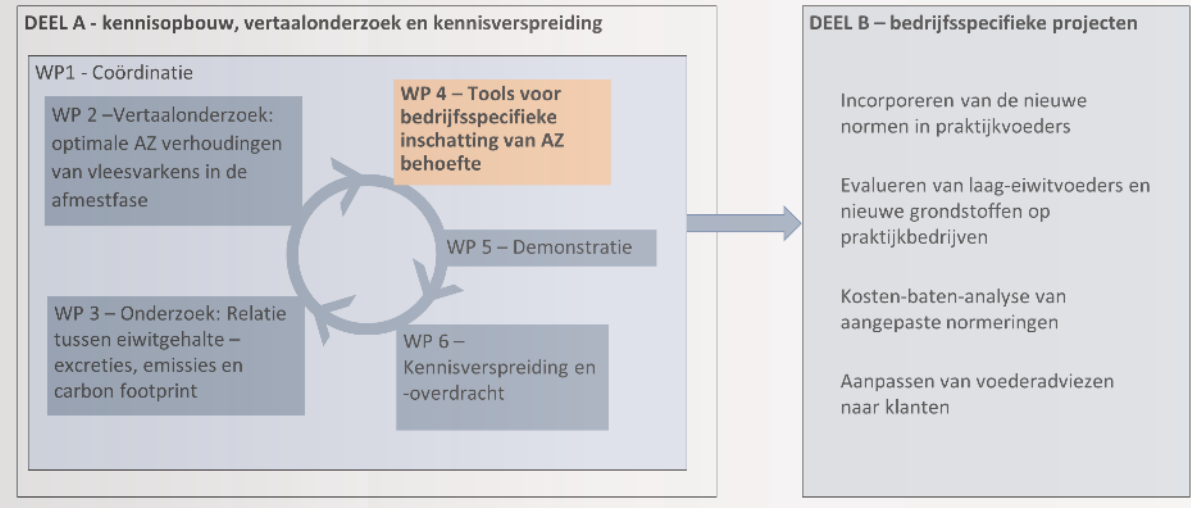 DEEL A - kennisopbouw, vertaalonderzoek en kennisverspreiding
WP1 - Coördinatie
WP 2 –Vertaalonderzoek:
optimale AZ verhoudingen
van vleesvarkens in de
afmestfase
WP 4 – Tools voor
bedrijfsspecifieke
inschatting van AZ
behoefte
WP 5 – Demonstratie
WP 3 – Onderzoek: Relatie
tussen eiwitgehalte –
excreties, emissies en
carbon footprint
WP 6 –
Kennisverspreiding en
-overdracht
DEEL B – bedrijfsspecifieke projecten
Incorporeren van de nieuwe
normen in praktijkvoeders
Evalueren van laag-eiwitvoeders en
nieuwe grondstoffen op
praktijkbedrijven
Kosten-baten-analyse van
aangepaste normeringen
Aanpassen van voederadviezen
naar klanten